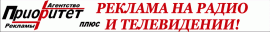 Агентство
Приоритет
Рекламы плюс
РЕКЛАМА НА РАДИО
И ТЕЛЕВИДЕНИИ!